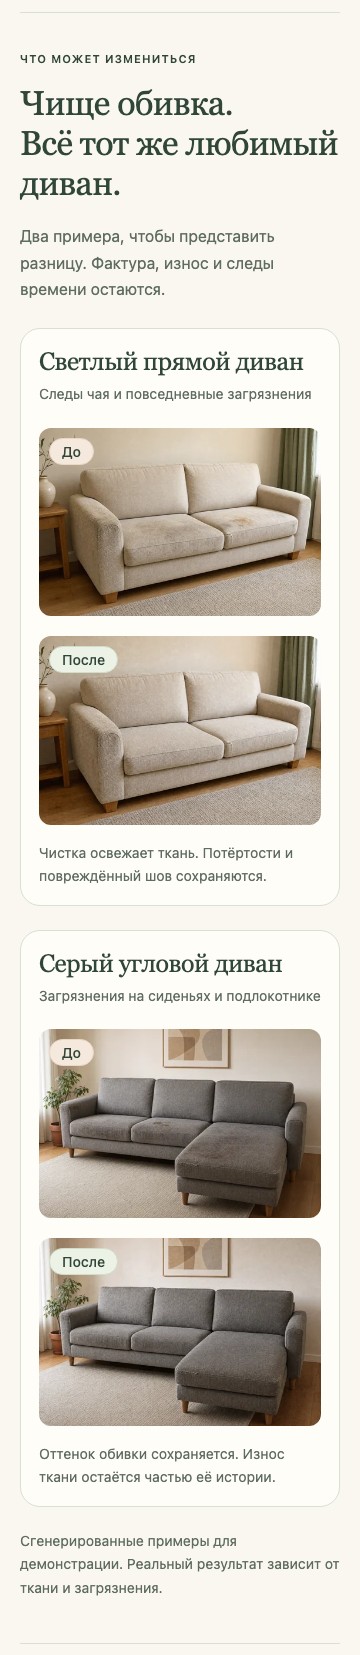 ЧТО МОЖЕТ ИЗМЕНИТЬСЯ
Чище обивка.
Всё тот же любимый
диван.
Два примера, чтобы представить
разницу. Фактура, износ и следы
времени остаются.
Светлый прямой диван
Следы чая и повседневные загрязнения
До
После
Чистка освежает ткань. Потёртости и
повреждённый шов сохраняются.
Серый угловой диван
Загрязнения на сиденьях и подлокотнике
До
После
Оттенок обивки сохраняется. Износ
ткани остаётся частью её истории.
Сгенерированные примеры для
демонстрации. Реальный результат зависит от
ткани и загрязнения.